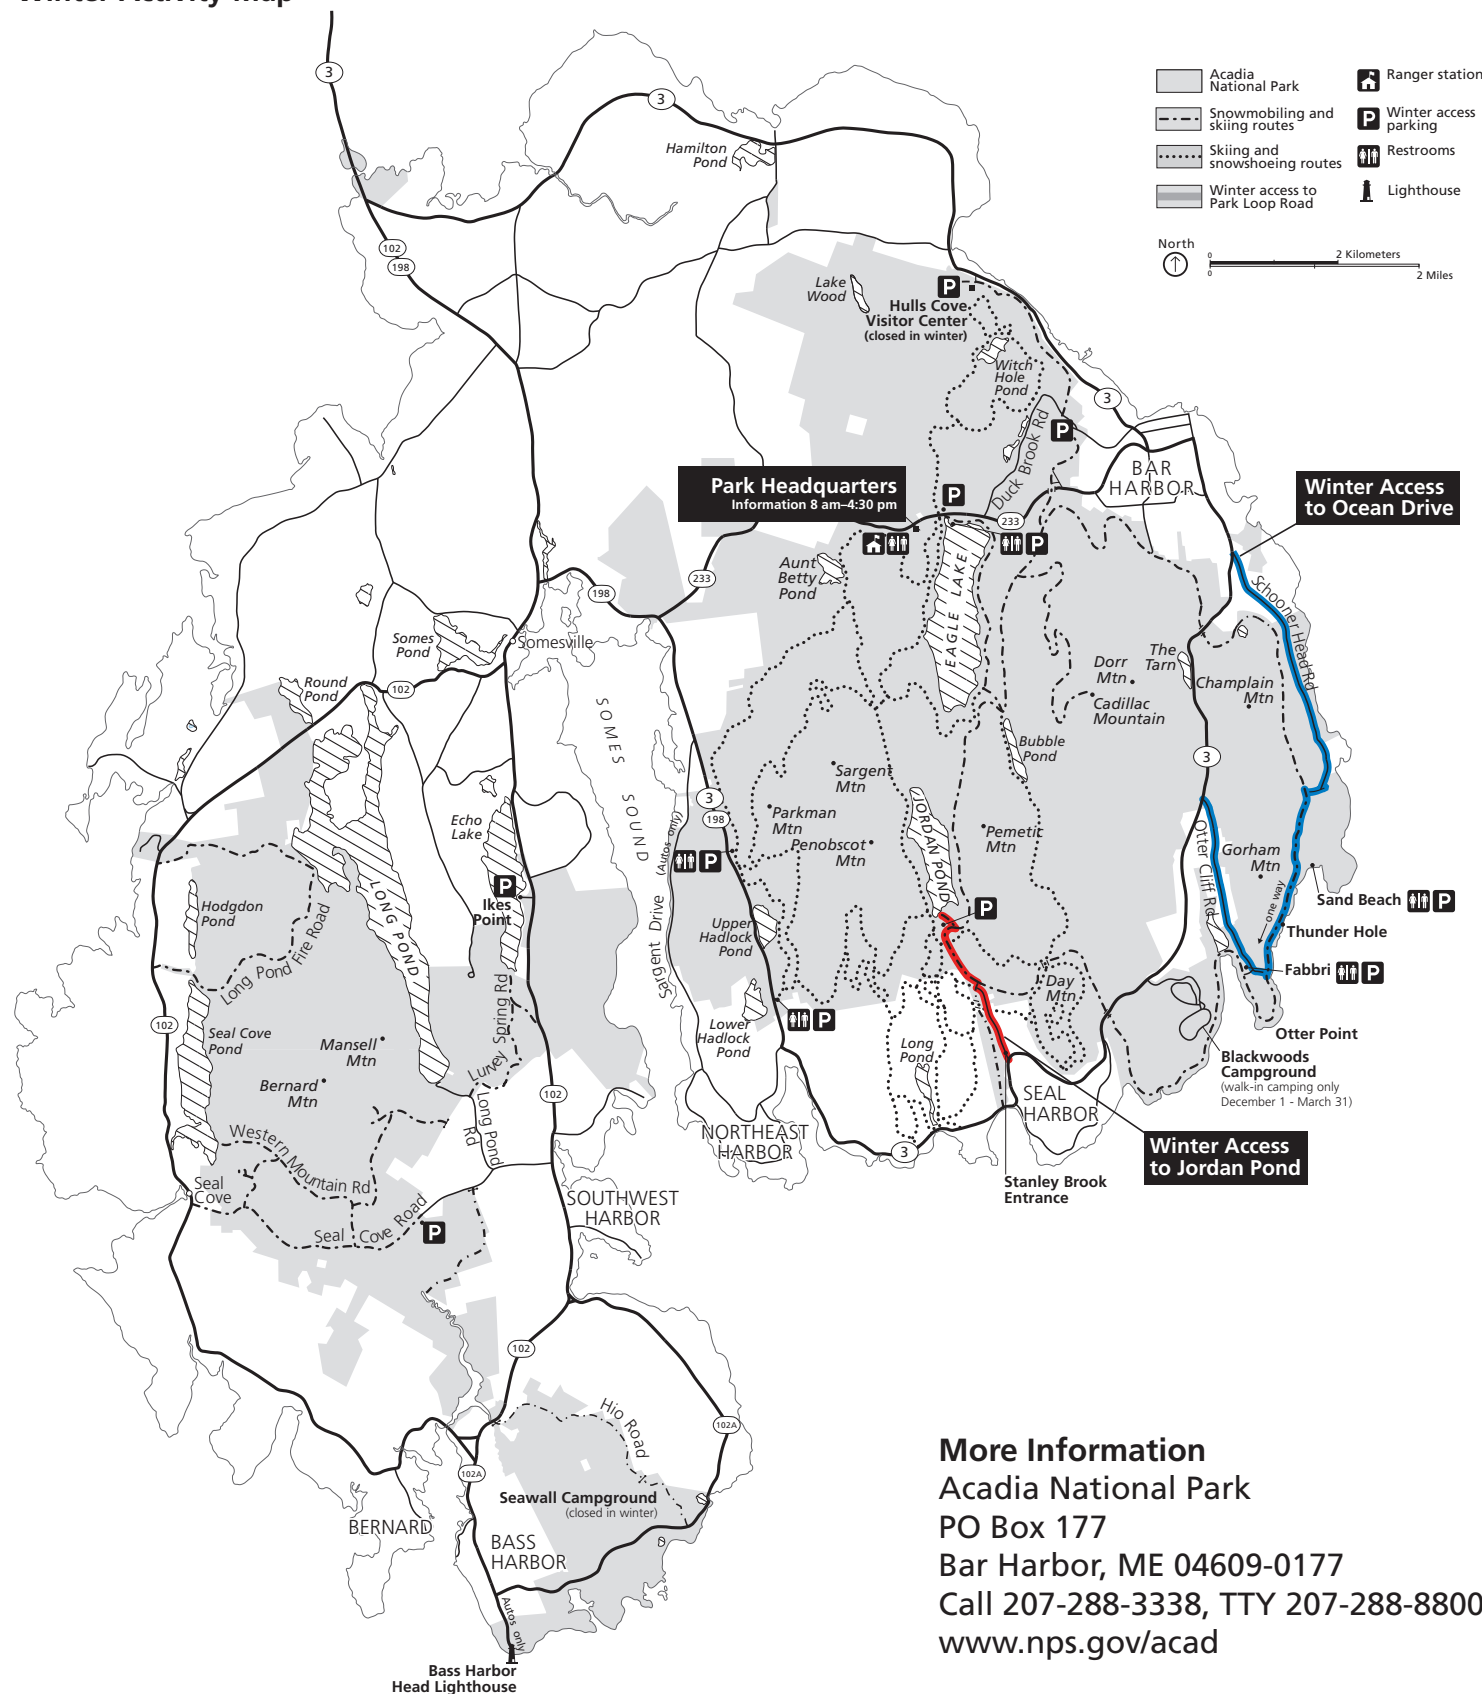 Winter Activity Map
3
3
Hamilton
Pond
Acadia
National Park
Snowmobiling and
skiing routes
Skiing and
snowshoeing routes
Winter access to
Park Loop Road
Ranger station
P
Winter access
parking
Restrooms
Lighthouse
North
0
2 Kilometers
0
2 Miles
102
198
Lake
Wood
P
Hulls Cove
Visitor Center
(closed in winter)
Witch
Hole
Pond
3
Duck Brook Rd
P
BAR
HARBOR
Park Headquarters
Information 8 am–4:30 pm
P
233
P
Winter Access
to Ocean Drive
Aunt
Betty
Pond
EAGLE LAKE
233
198
Schooner Head Rd
Somes
Pond
Somesville
The
Tarn
Dorr
Mtn
Champlain
Mtn
Cadillac
Mountain
Round
Pond
102
SOMES SOUND
Bubble
Pond
3
Sargent
Mtn
3
198
Parkman
Mtn
Penobscot
Mtn
JORDAN POND
Pemetic
Mtn
Echo
Lake
Otter Cliff Rd
Gorham
Mtn
P
P
Ikes
Point
LONG POND
Sargent Drive (Autos only)
Hodgdon
Pond
Long Pond Fire Road
Upper
Hadlock
Pond
P
one way
Sand Beach
P
Thunder Hole
Fabbri
P
Day
Mtn
102
Seal Cove
Pond
Mansell
Mtn
Bernard
Mtn
Lurvey Spring Rd
Lower
Hadlock
Pond
P
Long
Pond
Otter Point
Blackwoods
Campground
(walk-in camping only
December 1 - March 31)
102
Long Pond
Rd
SEAL
HARBOR
Western Mountain Rd
NORTHEAST
HARBOR
3
Winter Access
to Jordan Pond
Stanley Brook
Entrance
Seal
Cove
SOUTHWEST
HARBOR
Seal Cove Road
P
102
Hio Road
102A
102A
Seawall Campground
(closed in winter)
BERNARD
BASS
HARBOR
Autos only
Bass Harbor
Head Lighthouse
More Information
Acadia National Park
PO Box 177
Bar Harbor, ME 04609-0177
Call 207-288-3338, TTY 207-288-8800
www.nps.gov/acad